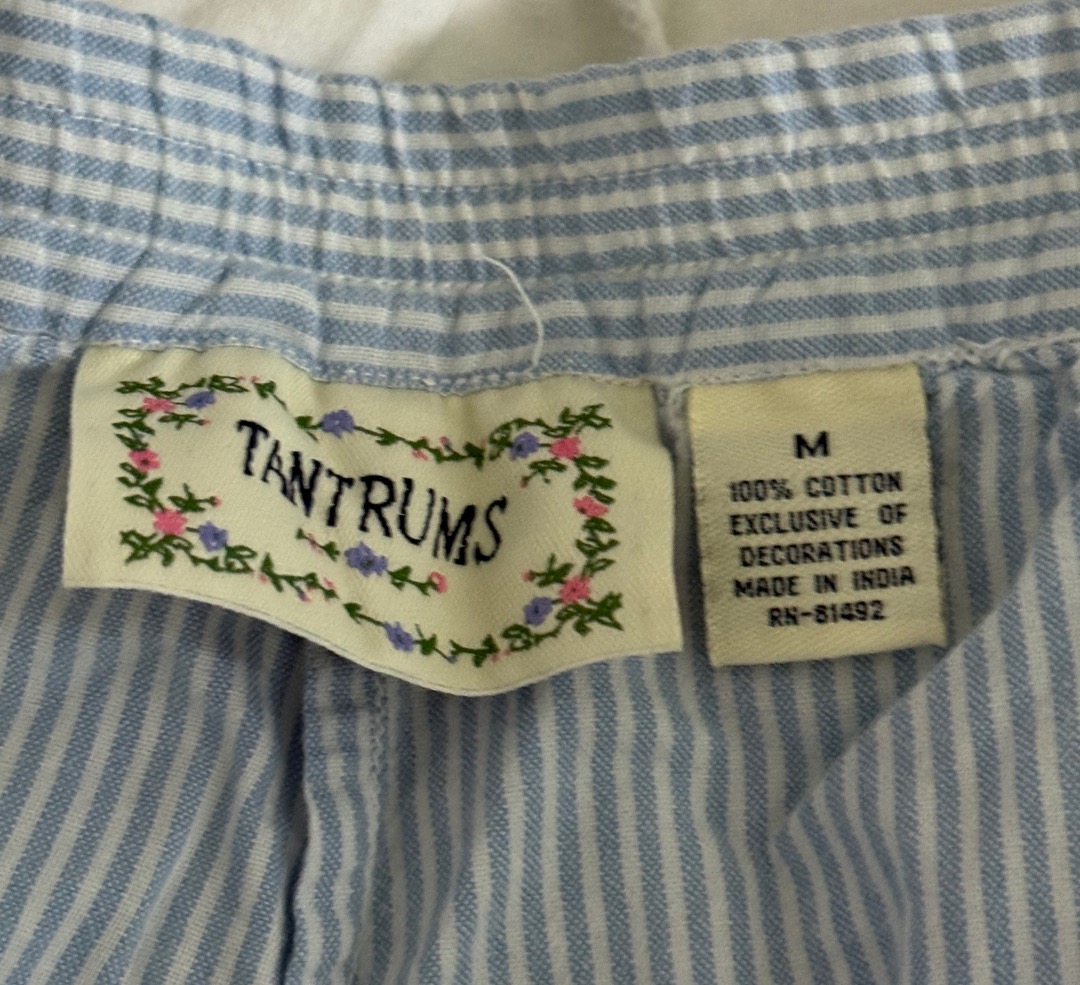 TANTRUMS
M
100% COTTON
EXCLUSIVE OF
DECORATIONS
MADE IN INDIA
RN-81492